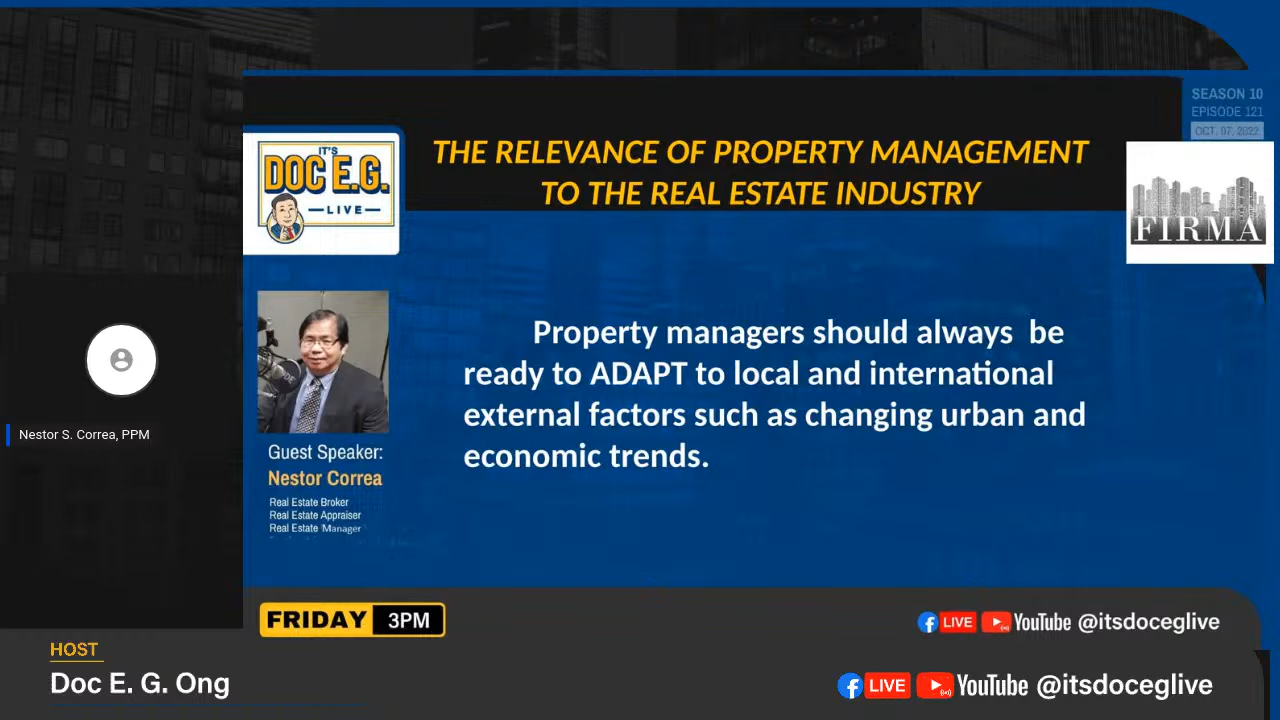 SEASON 10
EPISODE 121
OCT. 07, 2022
IT'S
DOC E.G.
LIVE
THE RELEVANCE OF PROPERTY MANAGEMENT
TO THE REAL ESTATE INDUSTRY
FIRMA
Property managers should always be
ready to ADAPT to local and international
external factors such as changing urban and
economic trends.
Nestor S. Correa, PPM
Guest Speaker:
Nestor Correa
Real Estate Broker
Real Estate Appraiser
Real Estate Manager
FRIDAY 3PM
LIVE YouTube @itsdoceglive
HOST
Doc E. G. Ong
LIVE YouTube @itsdoceglive